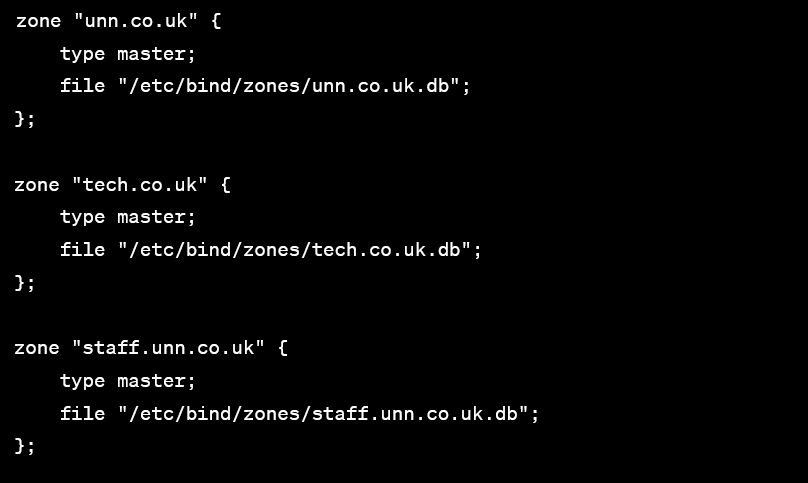 zone "unn.co.uk" {
    type master;
    file "/etc/bind/zones/unn.co.uk.db";
};

zone "tech.co.uk" {
    type master;
    file "/etc/bind/zones/tech.co.uk.db";
};

zone "staff.unn.co.uk" {
    type master;
    file "/etc/bind/zones/staff.unn.co.uk.db";
};